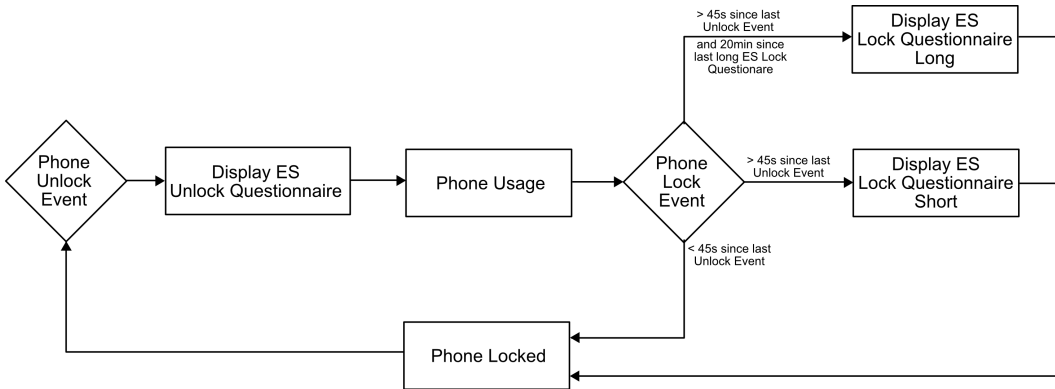 > 45s since last
Unlock Event
and 20min since
last long ES Lock
Questionare
Display ES
Lock Questionnaire
Long
Phone
Unlock
Event
Display ES
Unlock Questionnaire
Phone Usage
Phone
Lock
Event
> 45s since last
Unlock Event
Display ES
Lock Questionnaire
Short
< 45s since last
Unlock Event
Phone Locked